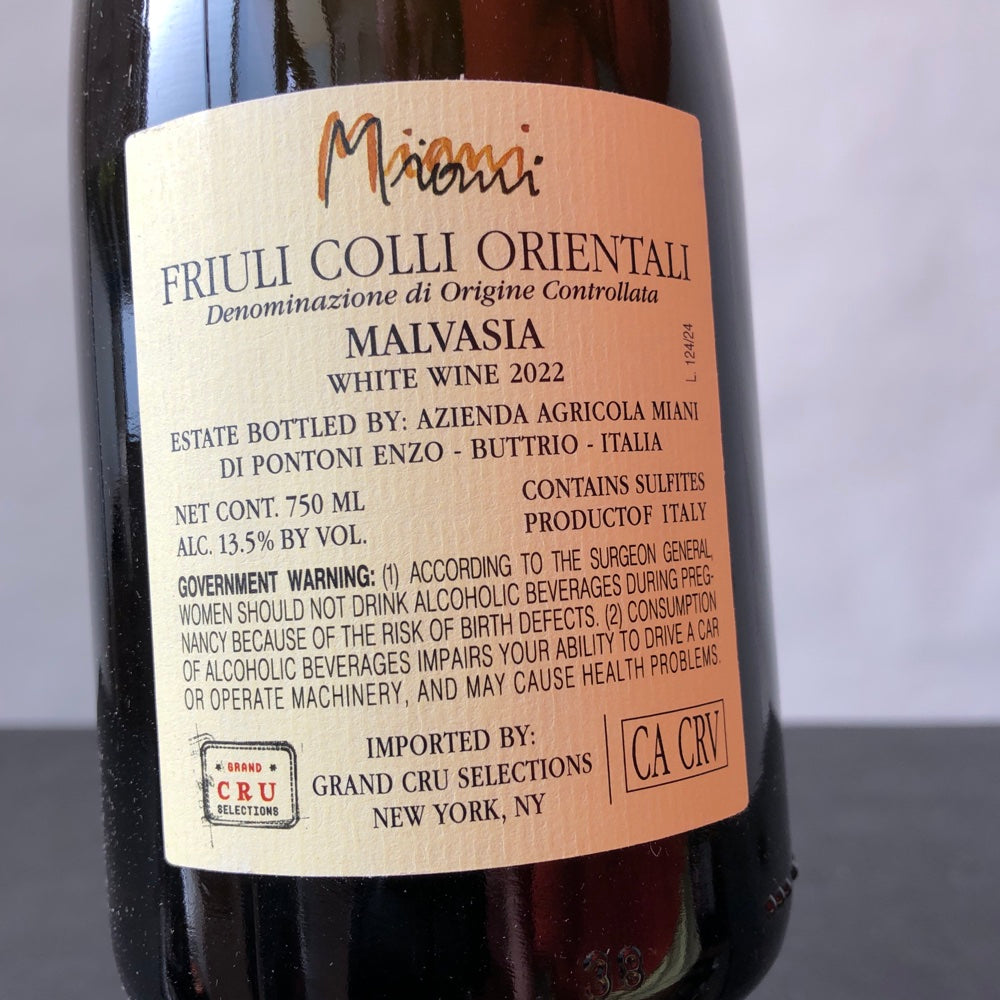 Miani
FRIULI COLLI ORIENTALI
Denominazione di Origine Controllata
MALVASIA
WHITE WINE 2022
L. 124/24
ESTATE BOTTLED BY: AZIENDA AGRICOLA MIANI
DI PONTONI ENZO - BUTTRIO - ITALIA
NET CONT. 750 ML
ALC. 13.5% BY VOL.
CONTAINS SULFITES
PRODUCTOF ITALY
GOVERNMENT WARNING: (1) ACCORDING TO THE SURGEON GENERAL,
WOMEN SHOULD NOT DRINK ALCOHOLIC BEVERAGES DURING PREG-
NANCY BECAUSE OF THE RISK OF BIRTH DEFECTS. (2) CONSUMPTION
OF ALCOHOLIC BEVERAGES IMPAIRS YOUR ABILITY TO DRIVE A CAR
OR OPERATE MACHINERY, AND MAY CAUSE HEALTH PROBLEMS.
GRAND
CRU
SELECTIONS
IMPORTED BY:
GRAND CRU SELECTIONS
NEW YORK, NY
CA CRV
38